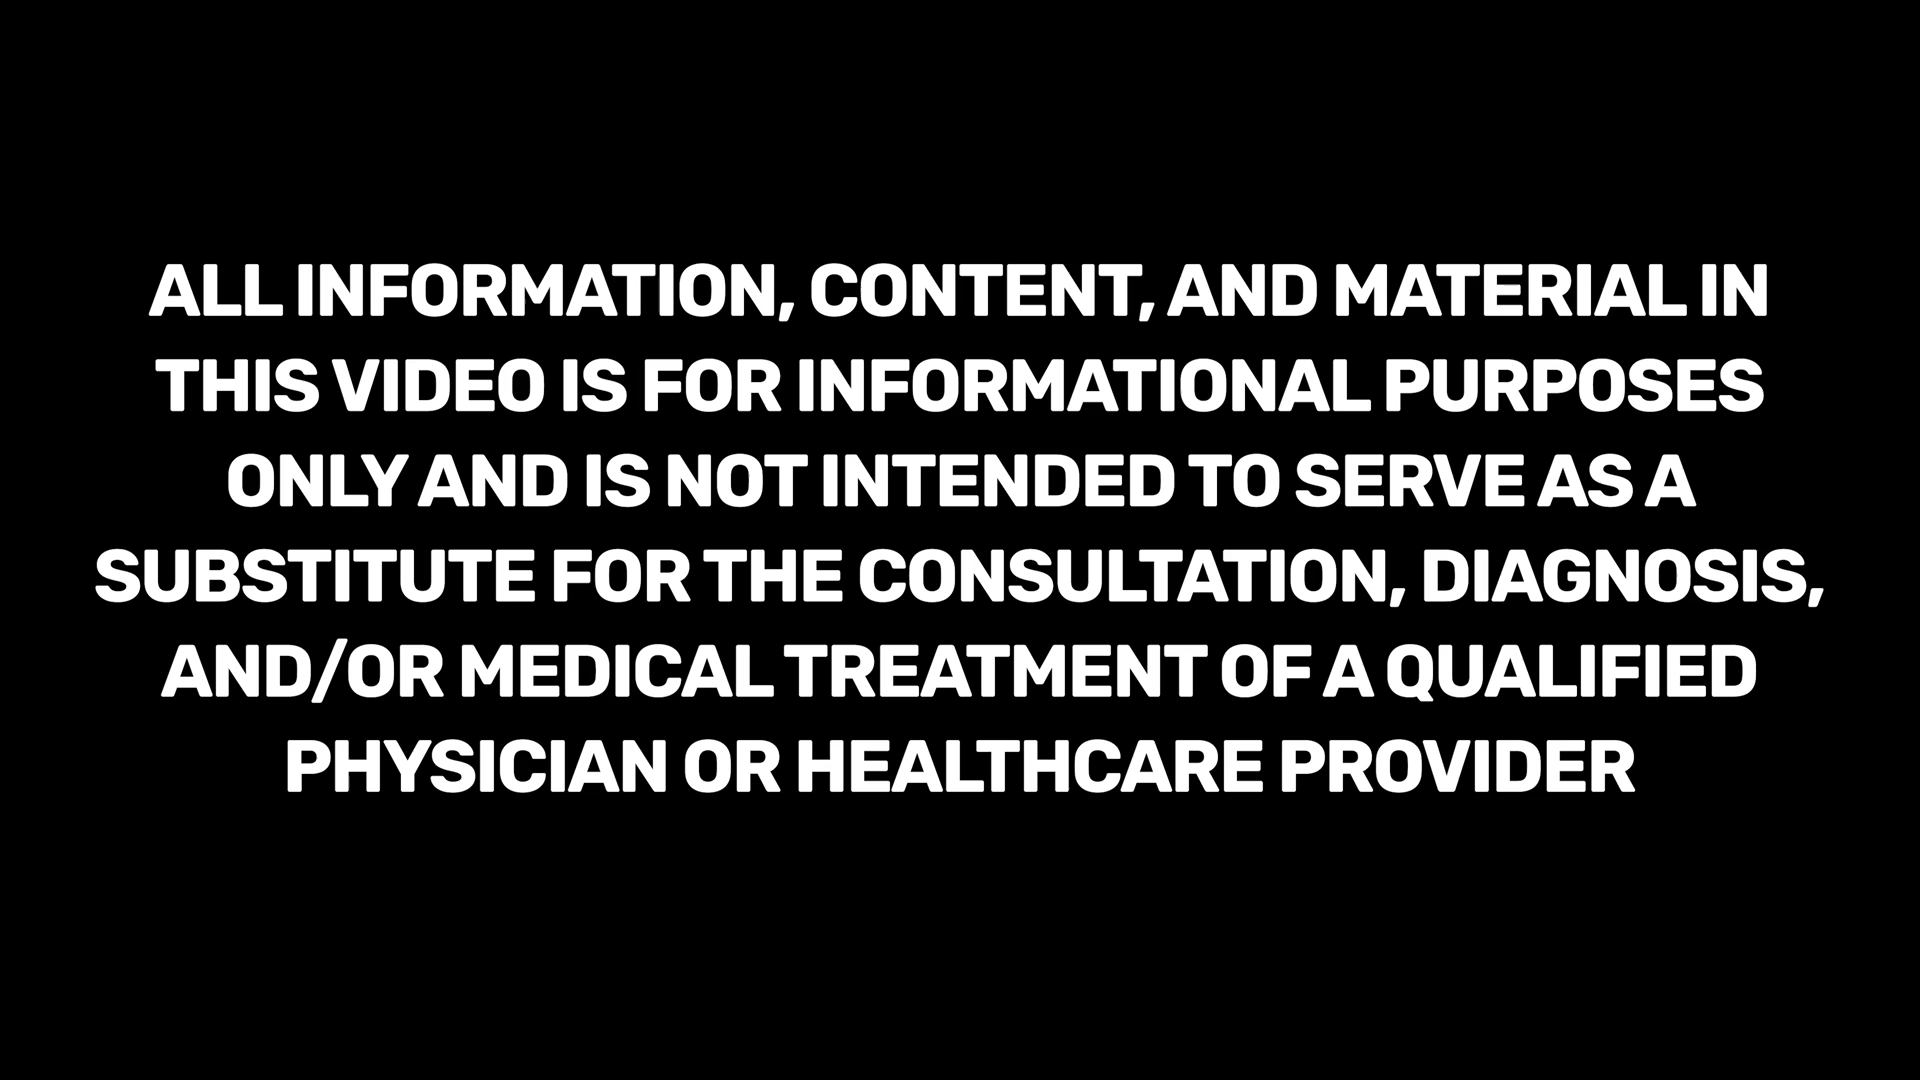 ALL INFORMATION, CONTENT, AND MATERIAL IN
THIS VIDEO IS FOR INFORMATIONAL PURPOSES
ONLY AND IS NOT INTENDED TO SERVE AS A
SUBSTITUTE FOR THE CONSULTATION, DIAGNOSIS,
AND/OR MEDICAL TREATMENT OF A QUALIFIED
PHYSICIAN OR HEALTHCARE PROVIDER